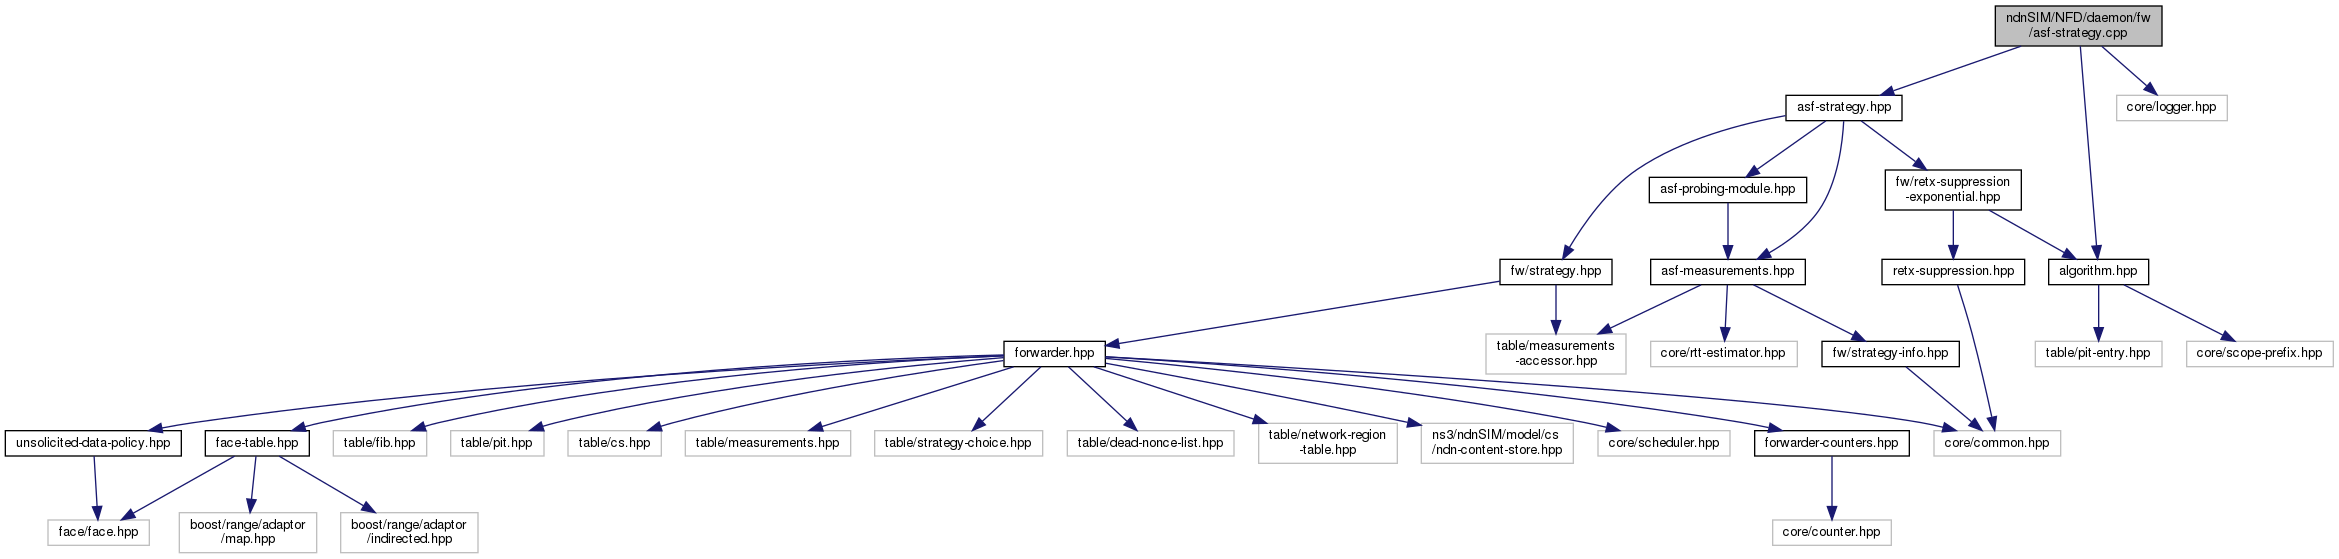 ndnSIM/NFD/daemon/fw
/asf-strategy.cpp
asf-strategy.hpp
core/logger.hpp
asf-probing-module.hpp
fw/retx-suppression
-exponential.hpp
fw/strategy.hpp
asf-measurements.hpp
retx-suppression.hpp
algorithm.hpp
forwarder.hpp
table/measurements
-accessor.hpp
core/rtt-estimator.hpp
fw/strategy-info.hpp
table/pit-entry.hpp
core/scope-prefix.hpp
unsolicited-data-policy.hpp
face-table.hpp
table/fib.hpp
table/pit.hpp
table/cs.hpp
table/measurements.hpp
table/strategy-choice.hpp
table/dead-nonce-list.hpp
table/network-region
-table.hpp
ns3/ndnSIM/model/cs
/ndn-content-store.hpp
core/scheduler.hpp
forwarder-counters.hpp
core/common.hpp
face/face.hpp
boost/range/adaptor
/map.hpp
boost/range/adaptor
/indirected.hpp
core/counter.hpp